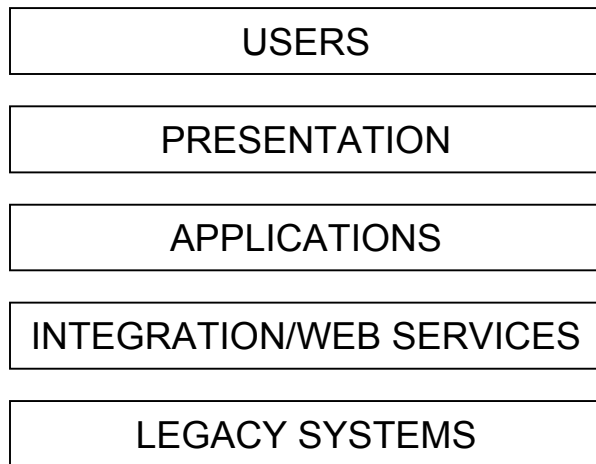 USERS
PRESENTATION
APPLICATIONS
INTEGRATION/WEB SERVICES
LEGACY SYSTEMS